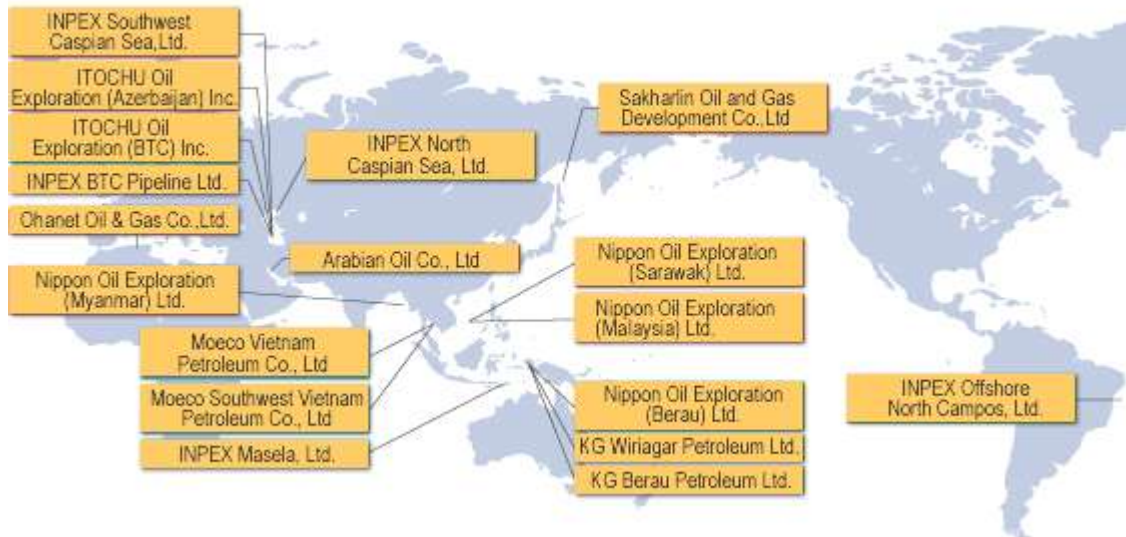 INPEX Southwest
Caspian Sea,Ltd.
ITOCHU Oil
Exploration (Azerbaijan) Inc.
ITOCHU Oil
Exploration (BTC) Inc.
INPEX BTC Pipeline Ltd.
Ohanet Oil & Gas Co.,Ltd.
Nippon Oil Exploration
(Myanmar) Ltd.
INPEX North
Caspian Sea, Ltd.
Arabian Oil Co., Ltd
Moeco Vietnam
Petroleum Co., Ltd
Moeco Southwest Vietnam
Petroleum Co., Ltd
INPEX Masela, Ltd.
Sakharlin Oil and Gas
Development Co.,Ltd
Nippon Oil Exploration
(Sarawak) Ltd.
Nippon Oil Exploration
(Malaysia) Ltd.
Nippon Oil Exploration
(Berau) Ltd.
KG Wiriagar Petroleum Ltd.
KG Berau Petroleum Ltd.
INPEX Offshore
North Campos, Ltd.